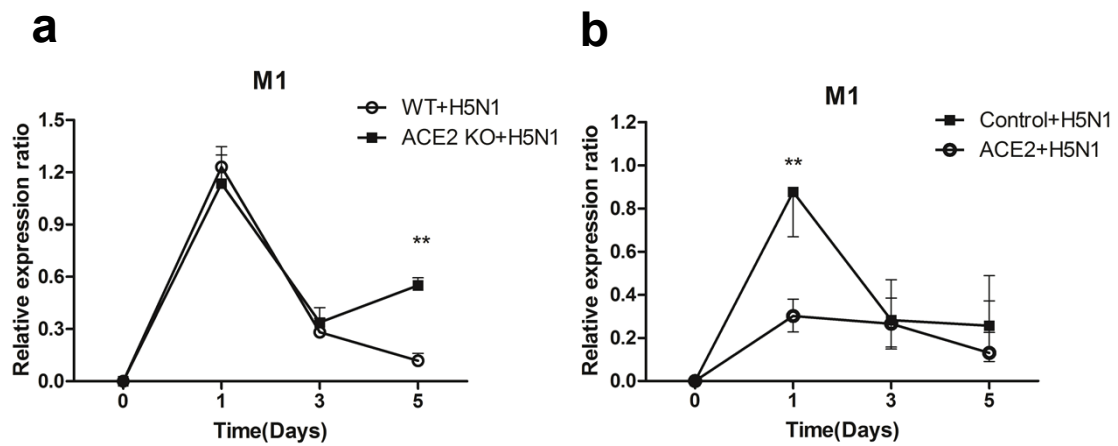 a
M1
WT+H5N1
ACE2 KO+H5N1
Relative expression ratio
1.5
1.2
0.9
0.6
0.3
0.0
**
0 1 3 5
Time(Days)
b
M1
Control+H5N1
ACE2+H5N1
Relative expression ratio
1.2
1.0
0.8
0.6
0.4
0.2
0.0
**
0 1 3 5
Time(Days)